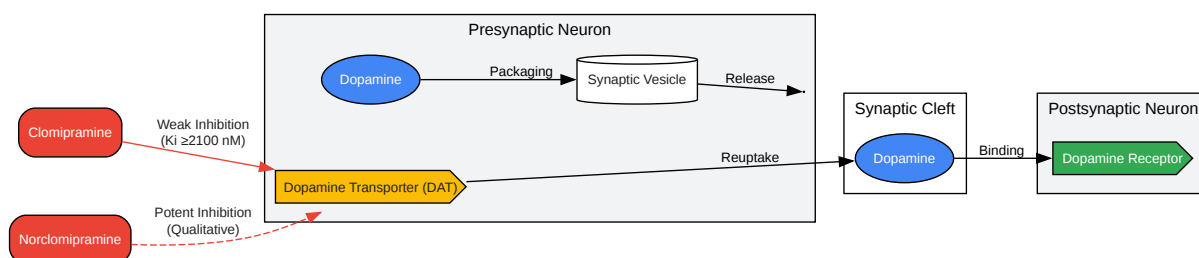 Presynaptic Neuron
Dopamine
Packaging
Synaptic Vesicle
Release
Clomipramine
Weak Inhibition
(Ki ≥2100 nM)
Dopamine Transporter (DAT)
Reuptake
Norclomipramine
Potent Inhibition
(Qualitative)
Synaptic Cleft
Dopamine
Binding
Postsynaptic Neuron
Dopamine Receptor